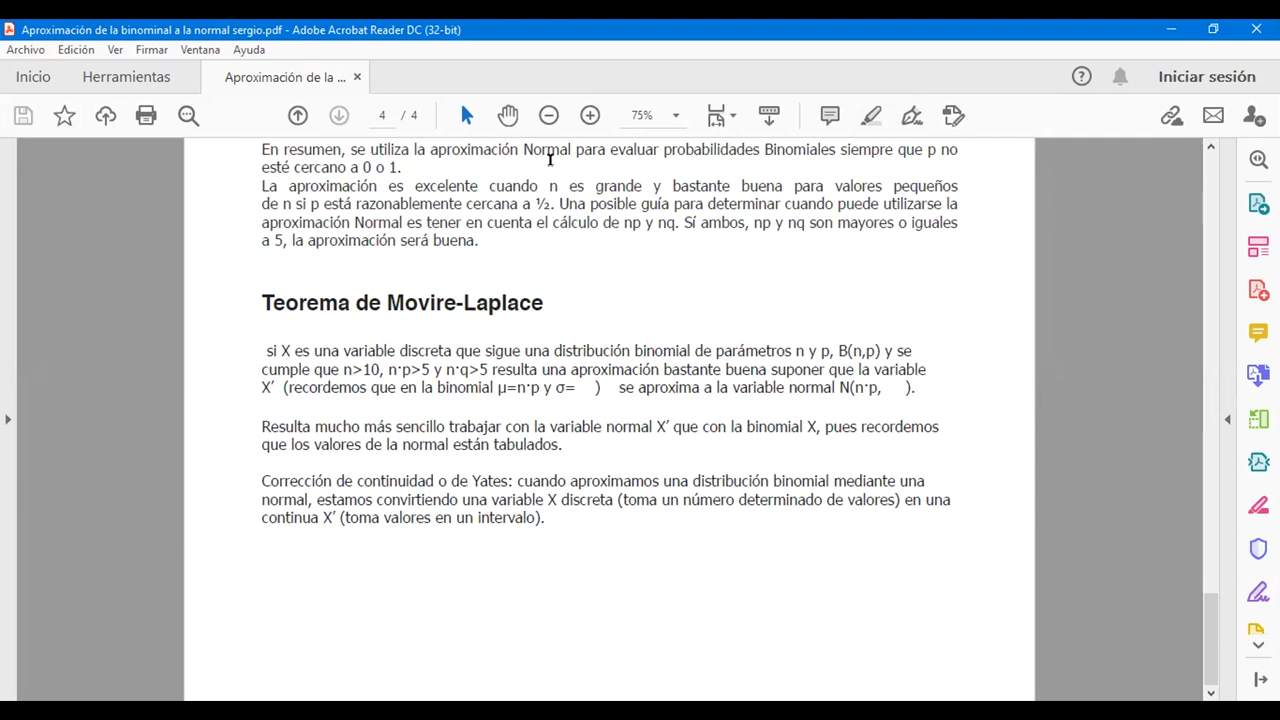 Aproximación de la binominal a la normal sergio.pdf - Adobe Acrobat Reader DC (32-bit)
Archivo Edición Ver Firmar Ventana Ayuda
Inicio Herramientas Aproximación de la ... × Iniciar sesión
4 / 4 75%
En resumen, se utiliza la aproximación Normal para evaluar probabilidades Binomiales siempre que p no
esté cercano a 0 o 1.
La aproximación es excelente cuando n es grande y bastante buena para valores pequeños
de n si p está razonablemente cercana a ½. Una posible guía para determinar cuando puede utilizarse la
aproximación Normal es tener en cuenta el cálculo de np y nq. Sí ambos, np y nq son mayores o iguales
a 5, la aproximación será buena.
Teorema de Movire-Laplace
si X es una variable discreta que sigue una distribución binomial de parámetros n y p, B(n,p) y se
cumple que n>10, n·p>5 y n·q>5 resulta una aproximación bastante buena suponer que la variable
X’ (recordemos que en la binomial μ=n·p y σ= ) se aproxima a la variable normal N(n·p, ).
Resulta mucho más sencillo trabajar con la variable normal X’ que con la binomial X, pues recordemos
que los valores de la normal están tabulados.
Corrección de continuidad o de Yates: cuando aproximamos una distribución binomial mediante una
normal, estamos convirtiendo una variable X discreta (toma un número determinado de valores) en una
continua X’ (toma valores en un intervalo).